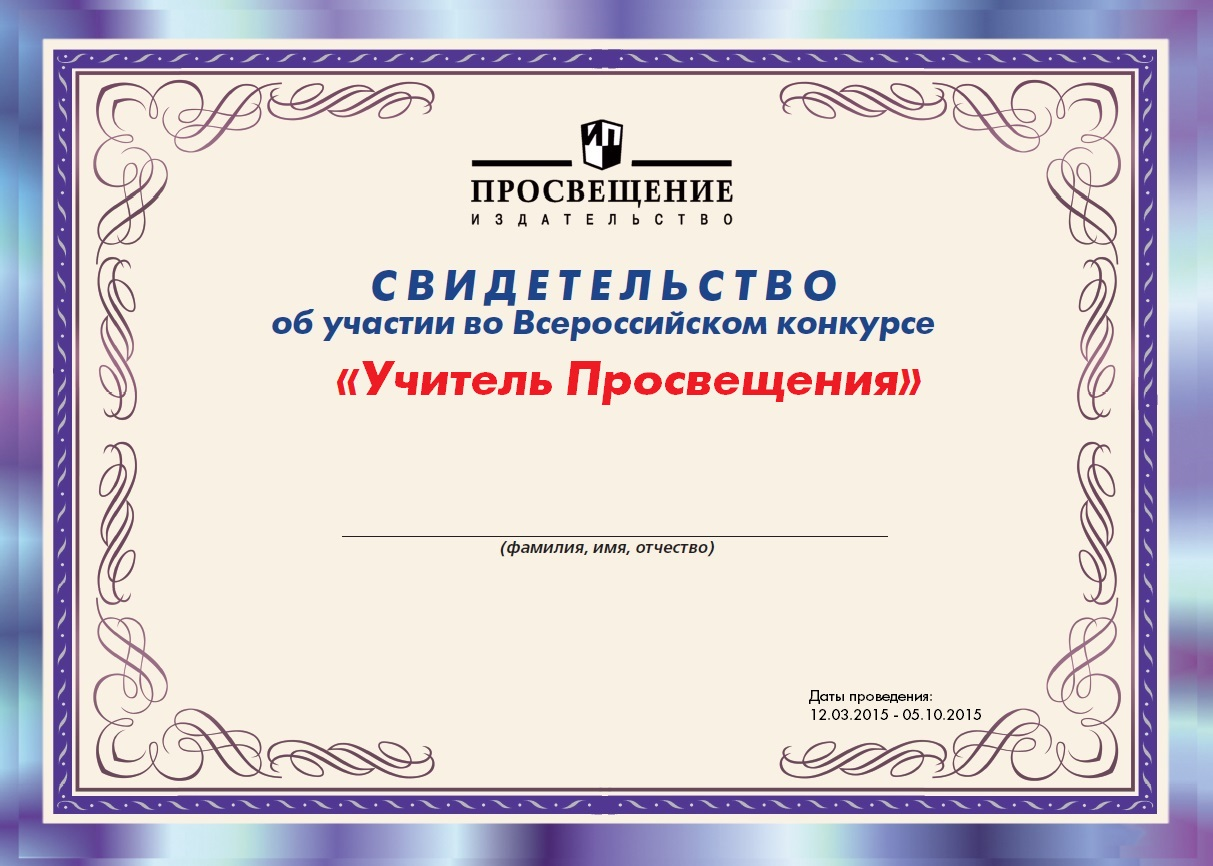 ИП
ПРОСВЕЩЕНИЕ
ИЗДАТЕЛЬСТВО
СВИДЕТЕЛЬСТВО
об участии во Всероссийском конкурсе
«Учитель Просвещения»
(фамилия, имя, отчество)
Даты проведения:
12.03.2015 - 05.10.2015